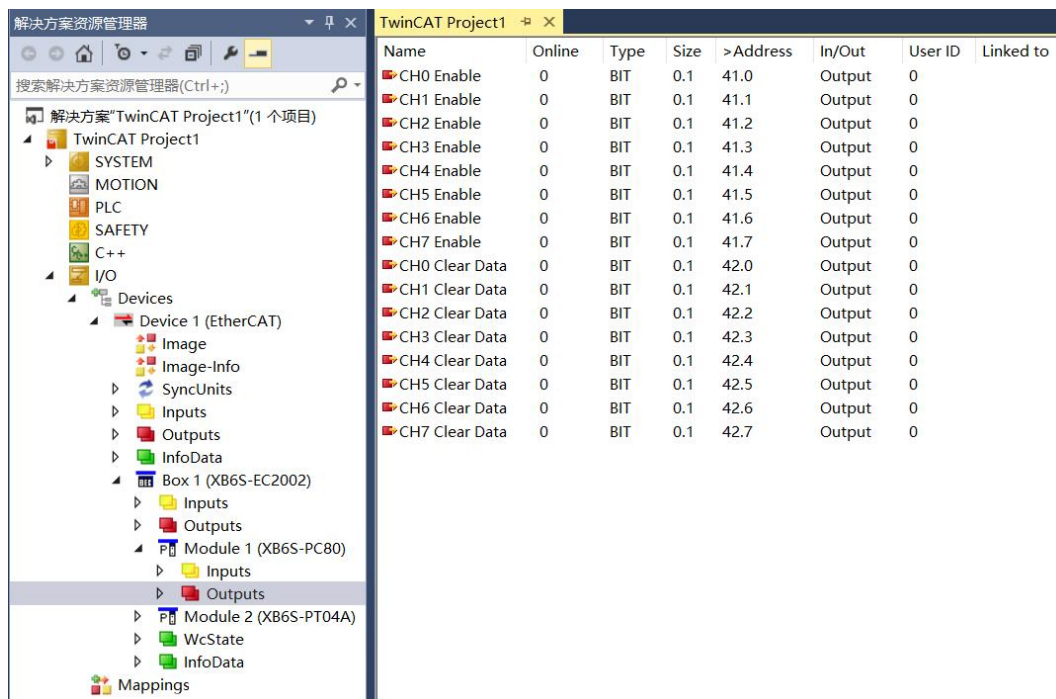 解决方案资源管理器
搜索解决方案资源管理器(Ctrl+;)
解决方案"TwinCAT Project1"(1 个项目)
TwinCAT Project1
SYSTEM
MOTION
PLC
SAFETY
C++
I/O
Devices
Device 1 (EtherCAT)
Image
Image-Info
SyncUnits
Inputs
Outputs
InfoData
Box 1 (XB6S-EC2002)
Inputs
Outputs
Module 1 (XB6S-PC80)
Inputs
Outputs
Module 2 (XB6S-PT04A)
WcState
InfoData
Mappings
TwinCAT Project1
Name Online Type Size >Address In/Out User ID Linked to
CH0 Enable 0 BIT 0.1 41.0 Output 0
CH1 Enable 0 BIT 0.1 41.1 Output 0
CH2 Enable 0 BIT 0.1 41.2 Output 0
CH3 Enable 0 BIT 0.1 41.3 Output 0
CH4 Enable 0 BIT 0.1 41.4 Output 0
CH5 Enable 0 BIT 0.1 41.5 Output 0
CH6 Enable 0 BIT 0.1 41.6 Output 0
CH7 Enable 0 BIT 0.1 41.7 Output 0
CH0 Clear Data 0 BIT 0.1 42.0 Output 0
CH1 Clear Data 0 BIT 0.1 42.1 Output 0
CH2 Clear Data 0 BIT 0.1 42.2 Output 0
CH3 Clear Data 0 BIT 0.1 42.3 Output 0
CH4 Clear Data 0 BIT 0.1 42.4 Output 0
CH5 Clear Data 0 BIT 0.1 42.5 Output 0
CH6 Clear Data 0 BIT 0.1 42.6 Output 0
CH7 Clear Data 0 BIT 0.1 42.7 Output 0